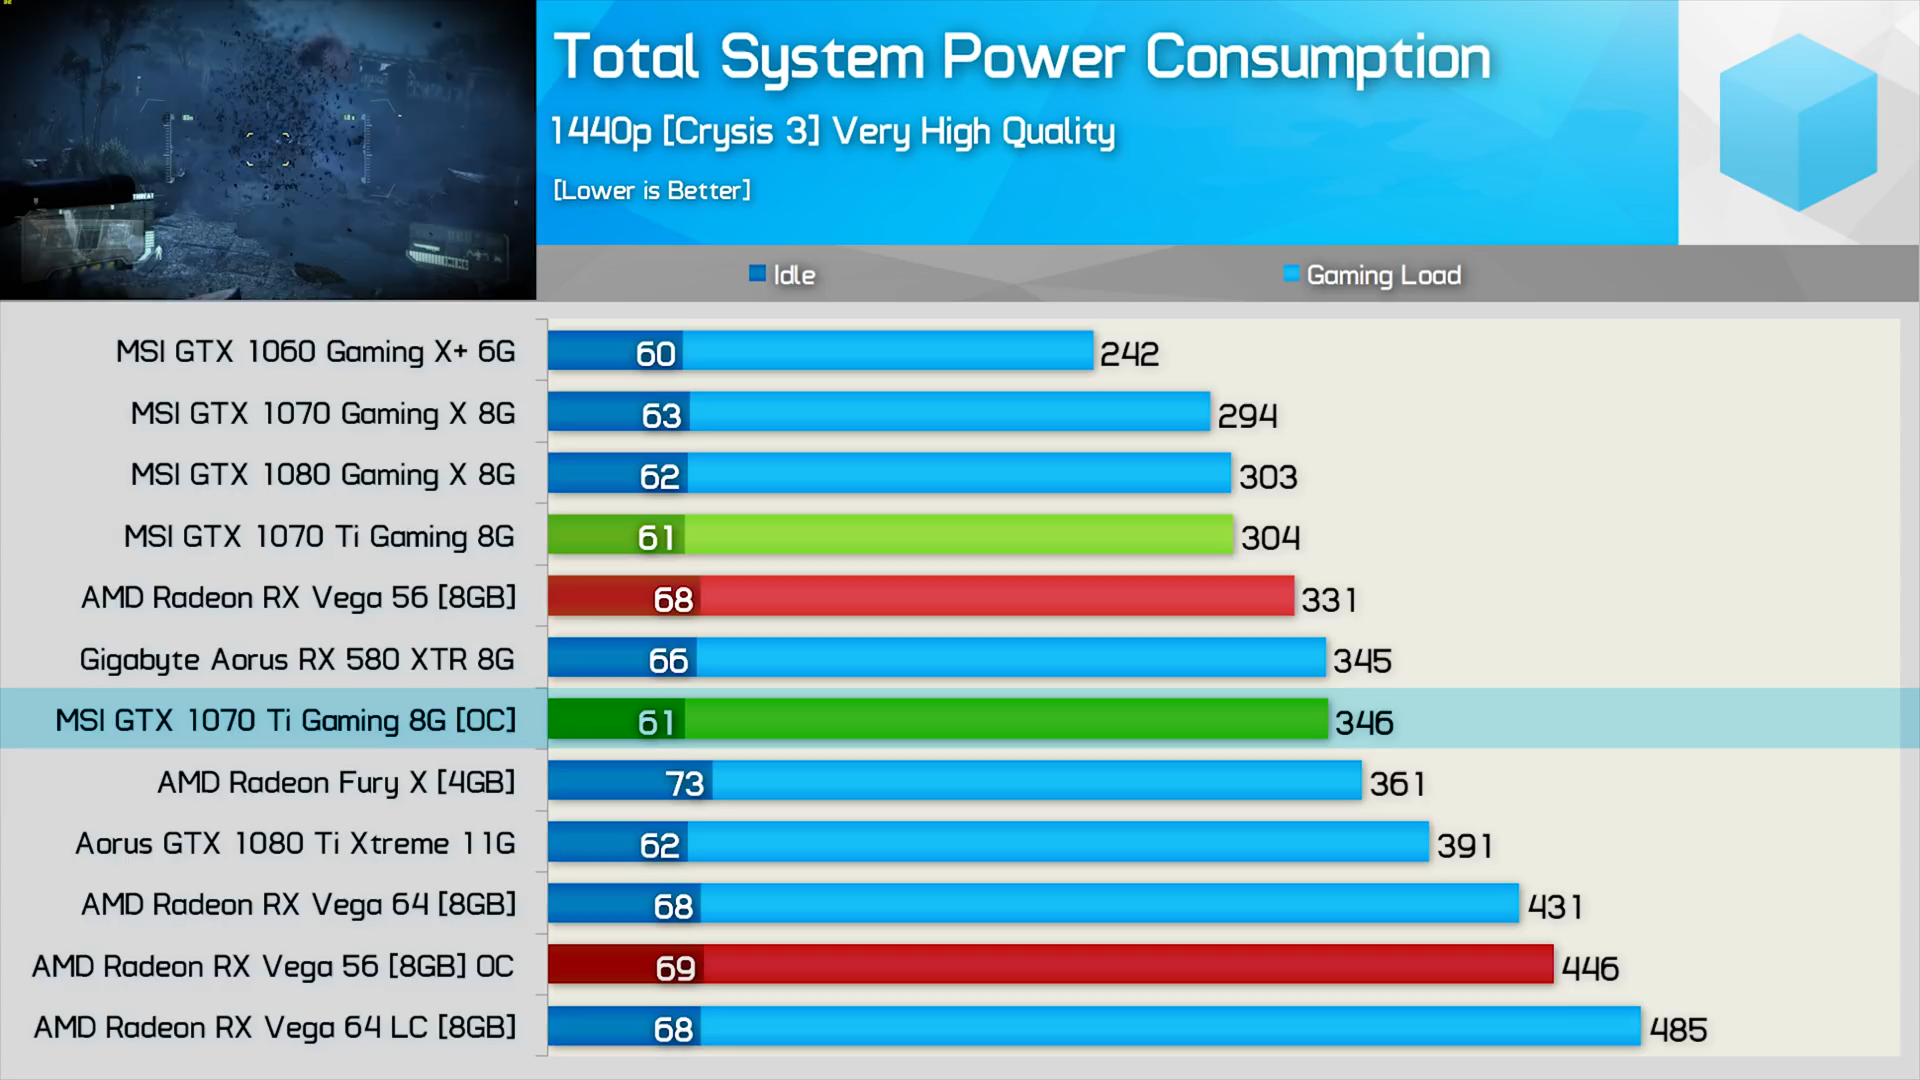 Total System Power Consumption
1440p [Crysis 3] Very High Quality
[Lower is Better]
Idle
Gaming Load
MSI GTX 1060 Gaming X+ 6G 60 242
MSI GTX 1070 Gaming X 8G 63 294
MSI GTX 1080 Gaming X 8G 62 303
MSI GTX 1070 Ti Gaming 8G 61 304
AMD Radeon RX Vega 56 [8GB] 68 331
Gigabyte Aorus RX 580 XTR 8G 66 345
MSI GTX 1070 Ti Gaming 8G [OC] 61 346
AMD Radeon Fury X [4GB] 73 361
Aorus GTX 1080 Ti Xtreme 11G 62 391
AMD Radeon RX Vega 64 [8GB] 68 431
AMD Radeon RX Vega 56 [8GB] OC 69 446
AMD Radeon RX Vega 64 LC [8GB] 68 485